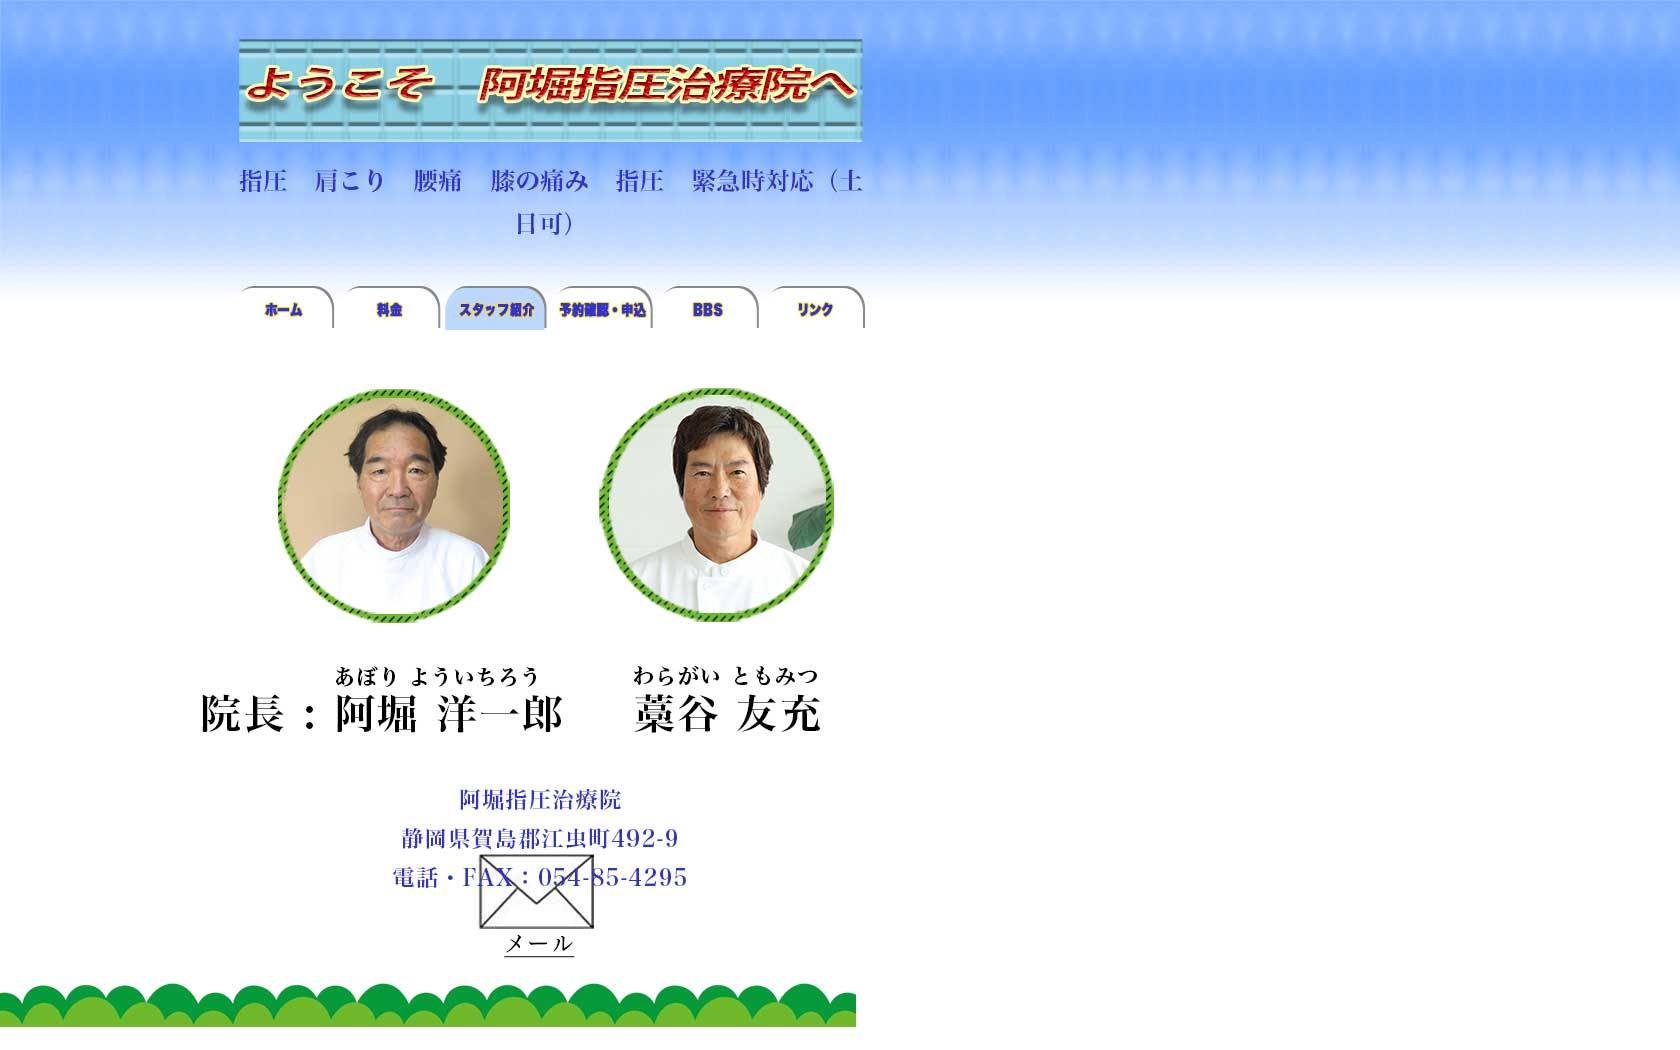 ようこそ　阿堀指圧治療院へ
指圧　肩こり　腰痛　膝の痛み　指圧　緊急時対応（土
日可）
ホーム 料金 スタッフ紹介 予約確認・申込 BBS リンク
あぼり よういちろう わらがい ともみつ
院長：阿堀 洋一郎 藁谷 友充
阿堀指圧治療院
静岡県賀島郡江虫町492-9
電話・FAX：054-85-4295
メール